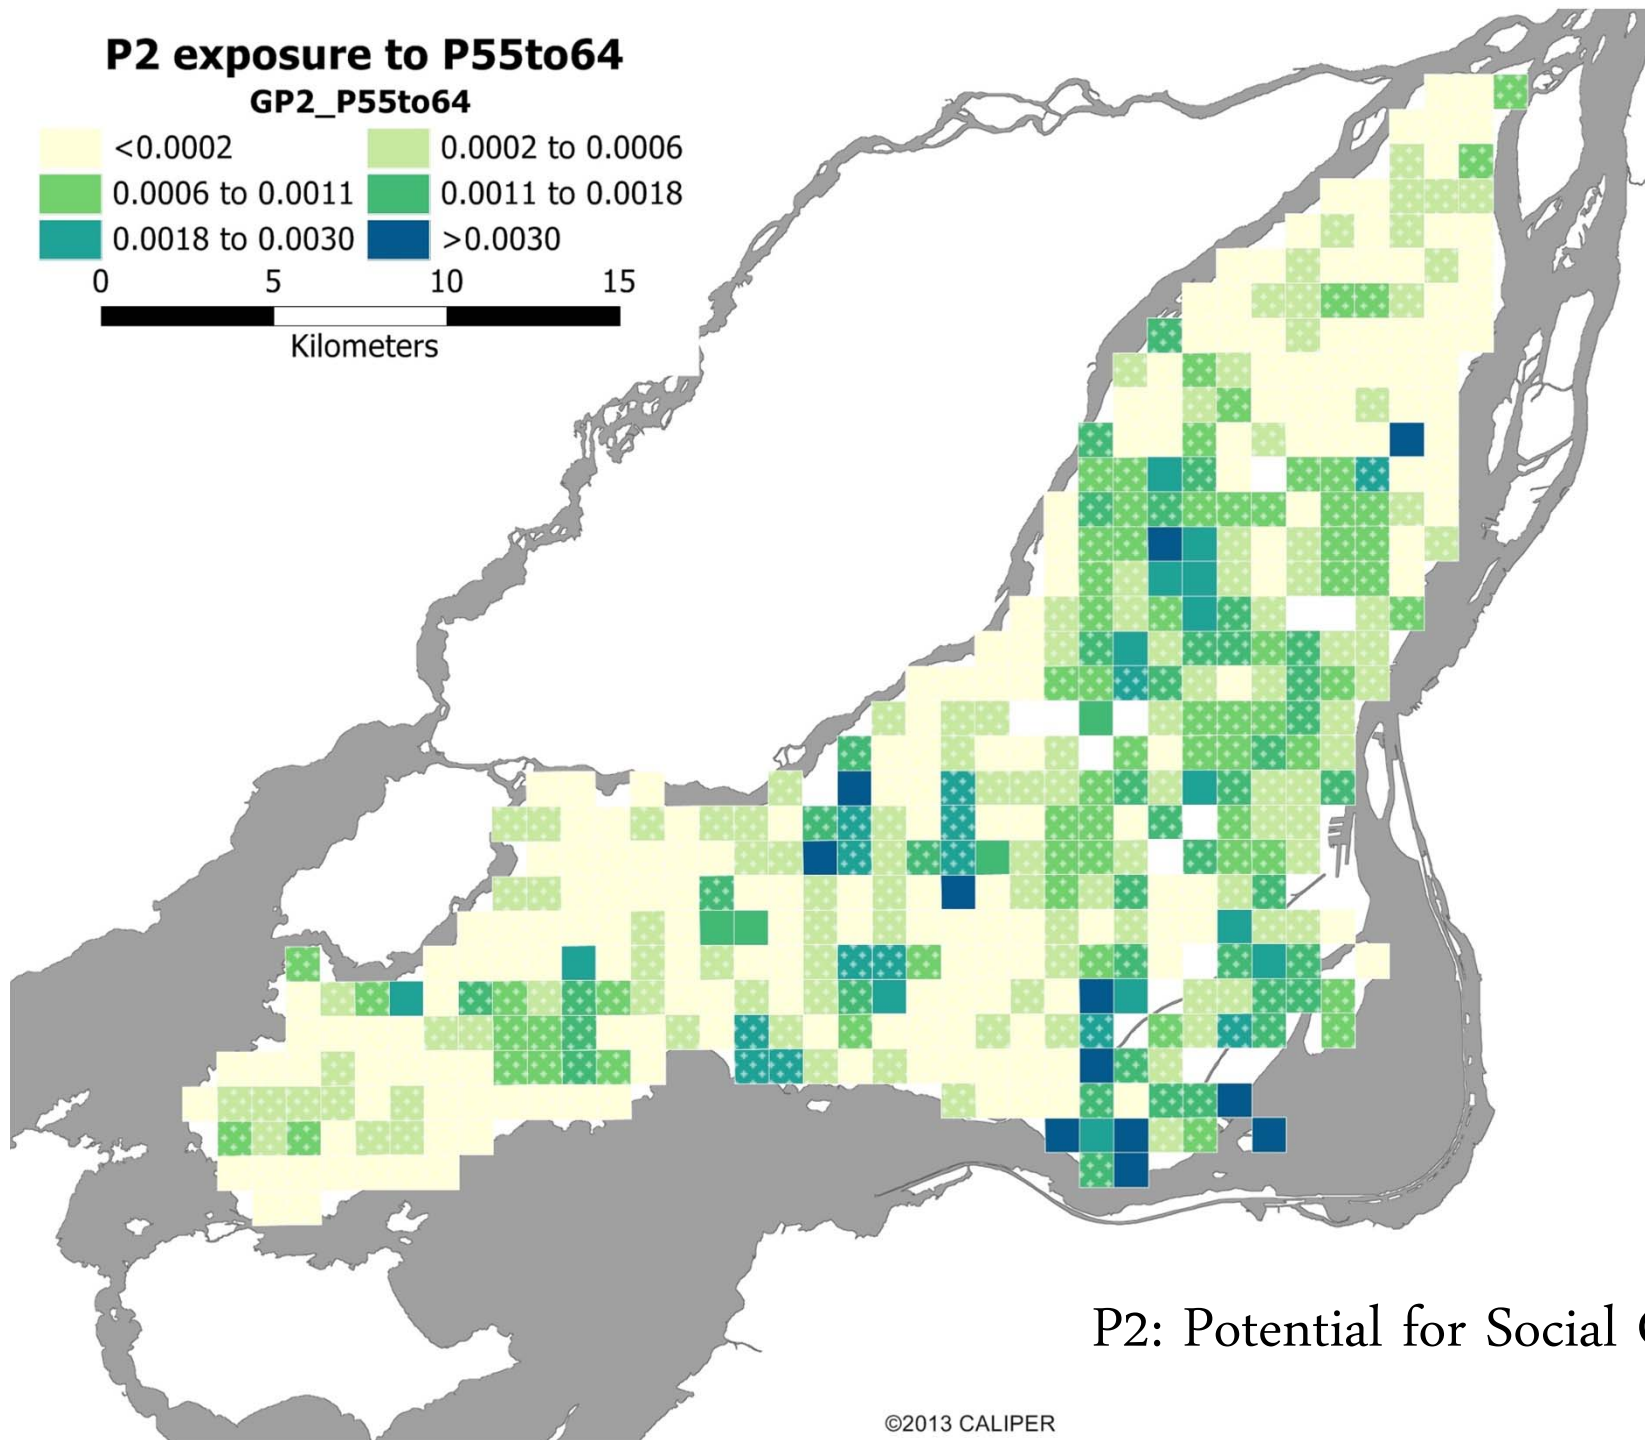 P2 exposure to P55to64
GP2_P55to64
<0.0002 0.0002 to 0.0006
0.0006 to 0.0011 0.0011 to 0.0018
0.0018 to 0.0030 >0.0030
0 5 10 15
Kilometers
P2: Potential for Social
©2013 CALIPER